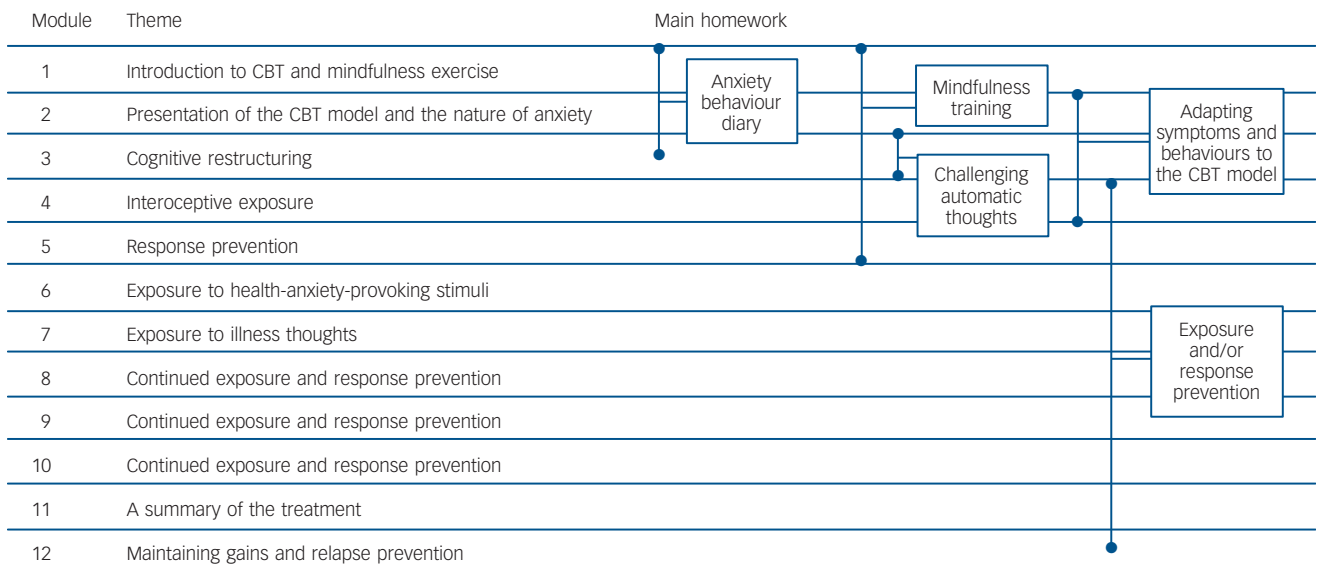 Module Theme Main homework
1 Introduction to CBT and mindfulness exercise
2 Presentation of the CBT model and the nature of anxiety
3 Cognitive restructuring
4 Interoceptive exposure
5 Response prevention
6 Exposure to health-anxiety-provoking stimuli
7 Exposure to illness thoughts
8 Continued exposure and response prevention
9 Continued exposure and response prevention
10 Continued exposure and response prevention
11 A summary of the treatment
12 Maintaining gains and relapse prevention
Anxiety
behaviour
diary
Mindfulness
training
Challenging
automatic
thoughts
Adapting
symptoms and
behaviours to
the CBT model
Exposure
and/or
response
prevention